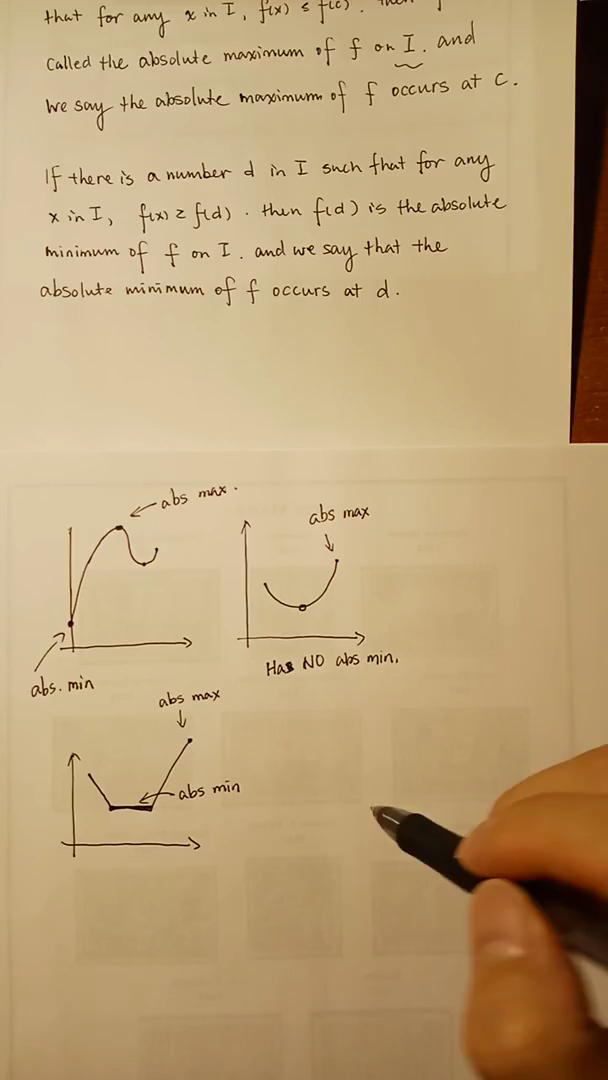 that for any x in I, f(x) ≤ f(c). then
called the absolute maximum of f on I. and
we say the absolute maximum of f occurs at c.
If there is a number d in I such that for any
x in I, f(x) ≥ f(d). then f(d) is the absolute
minimum of f on I. and we say that the
absolute minimum of f occurs at d.
abs max.
abs. min
abs max
Has NO abs min.
abs max
abs min